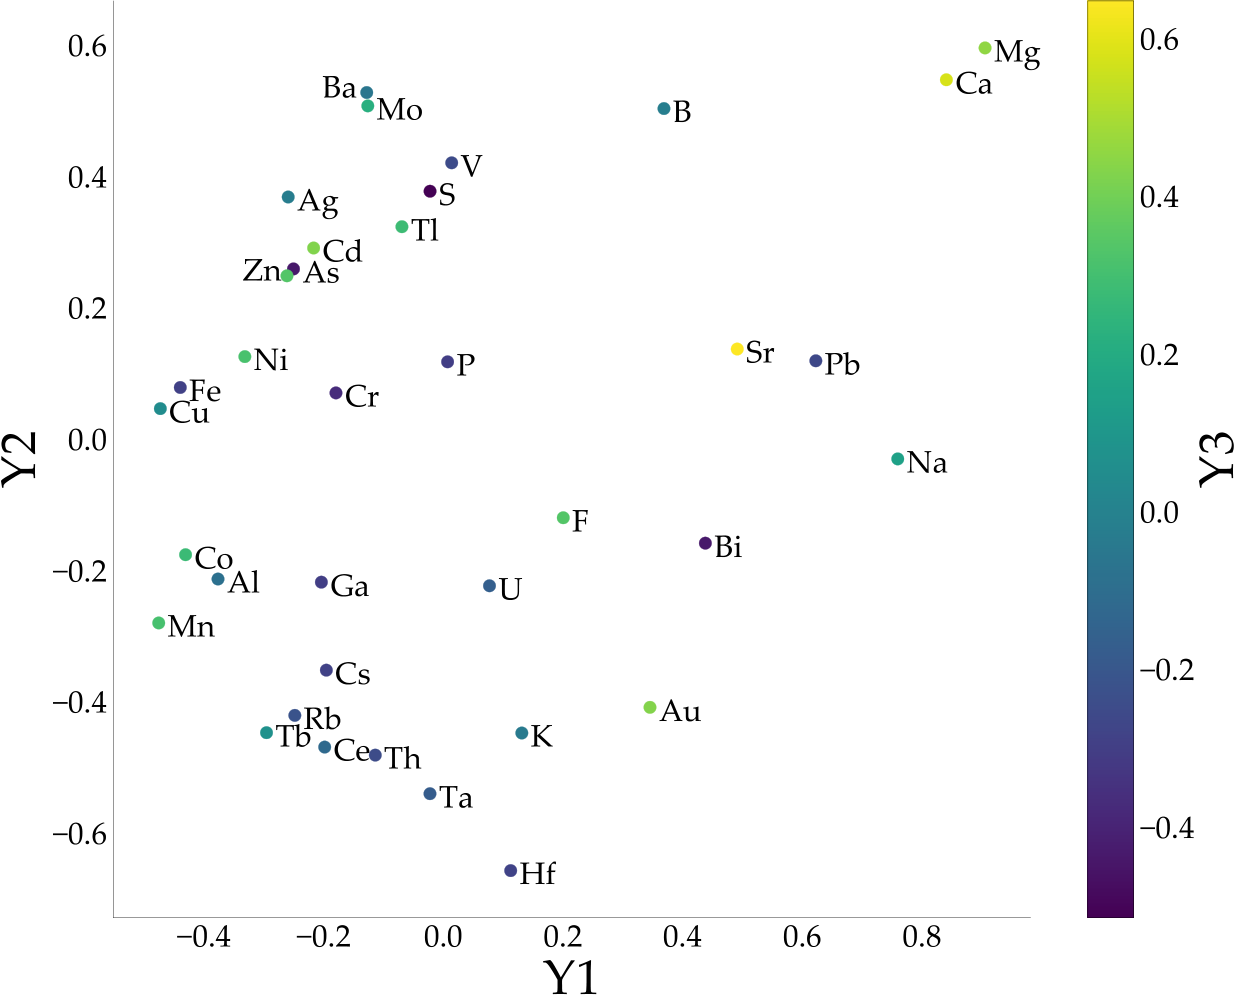 0.6
0.4
0.2
0.0
−0.2
−0.4
−0.6
Y2
Mg
Ca
Ba
Mo
B
V
S
Ag
Tl
Cd
Zn
As
Ni
P
Sr
Pb
Fe
Cr
Cu
Na
F
Bi
Co
Al
Ga
U
Mn
Cs
Rb
Au
Tb
K
Ce
Th
Ta
Hf
−0.4
−0.2
0.0
0.2
0.4
0.6
0.8
Y1
0.6
0.4
0.2
0.0
−0.2
−0.4
Y3